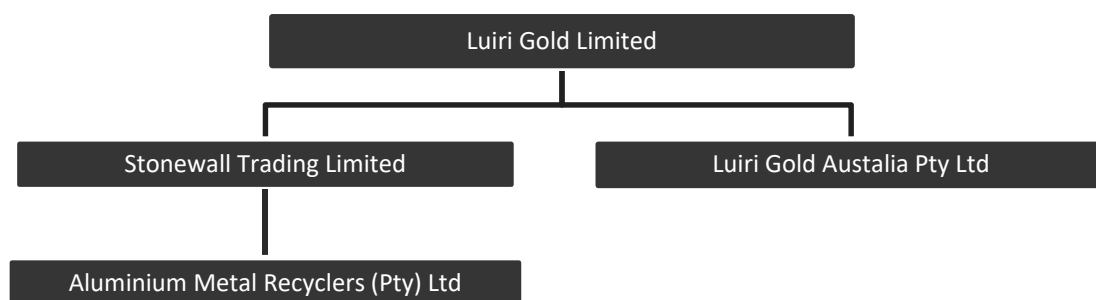 Luiri Gold Limited
Stonewall Trading Limited
Luiri Gold Austalia Pty Ltd
Aluminium Metal Recyclers (Pty) Ltd